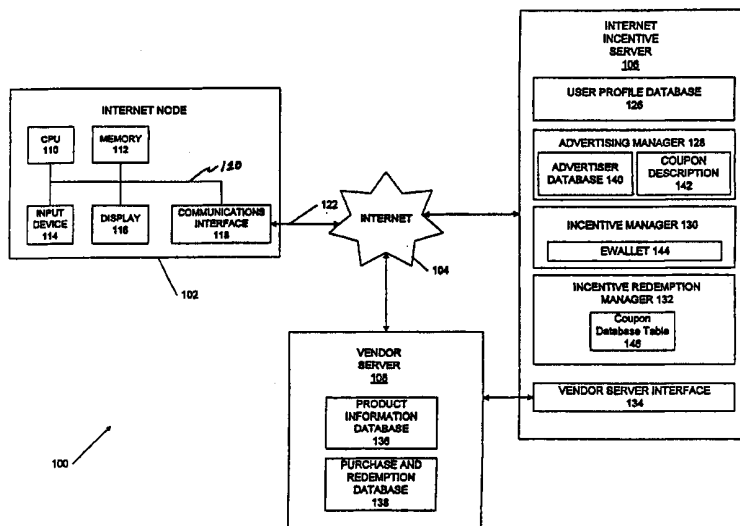 INTERNET NODE
CPU
110
MEMORY
112
120
INPUT
DEVICE
114
DISPLAY
116
COMMUNICATIONS
INTERFACE
118
102
122
INTERNET
104
INTERNET
INCENTIVE
SERVER
106
USER PROFILE DATABASE
126
ADVERTISING MANAGER 128
ADVERTISER
DATABASE 140
COUPON
DESCRIPTION
142
INCENTIVE MANAGER 130
EWALLET 144
INCENTIVE REDEMPTION
MANAGER 132
Coupon
Database Table
146
VENDOR SERVER INTERFACE
134
VENDOR
SERVER
108
PRODUCT
INFORMATION
DATABASE
136
PURCHASE AND
REDEMPTION
DATABASE
138
100